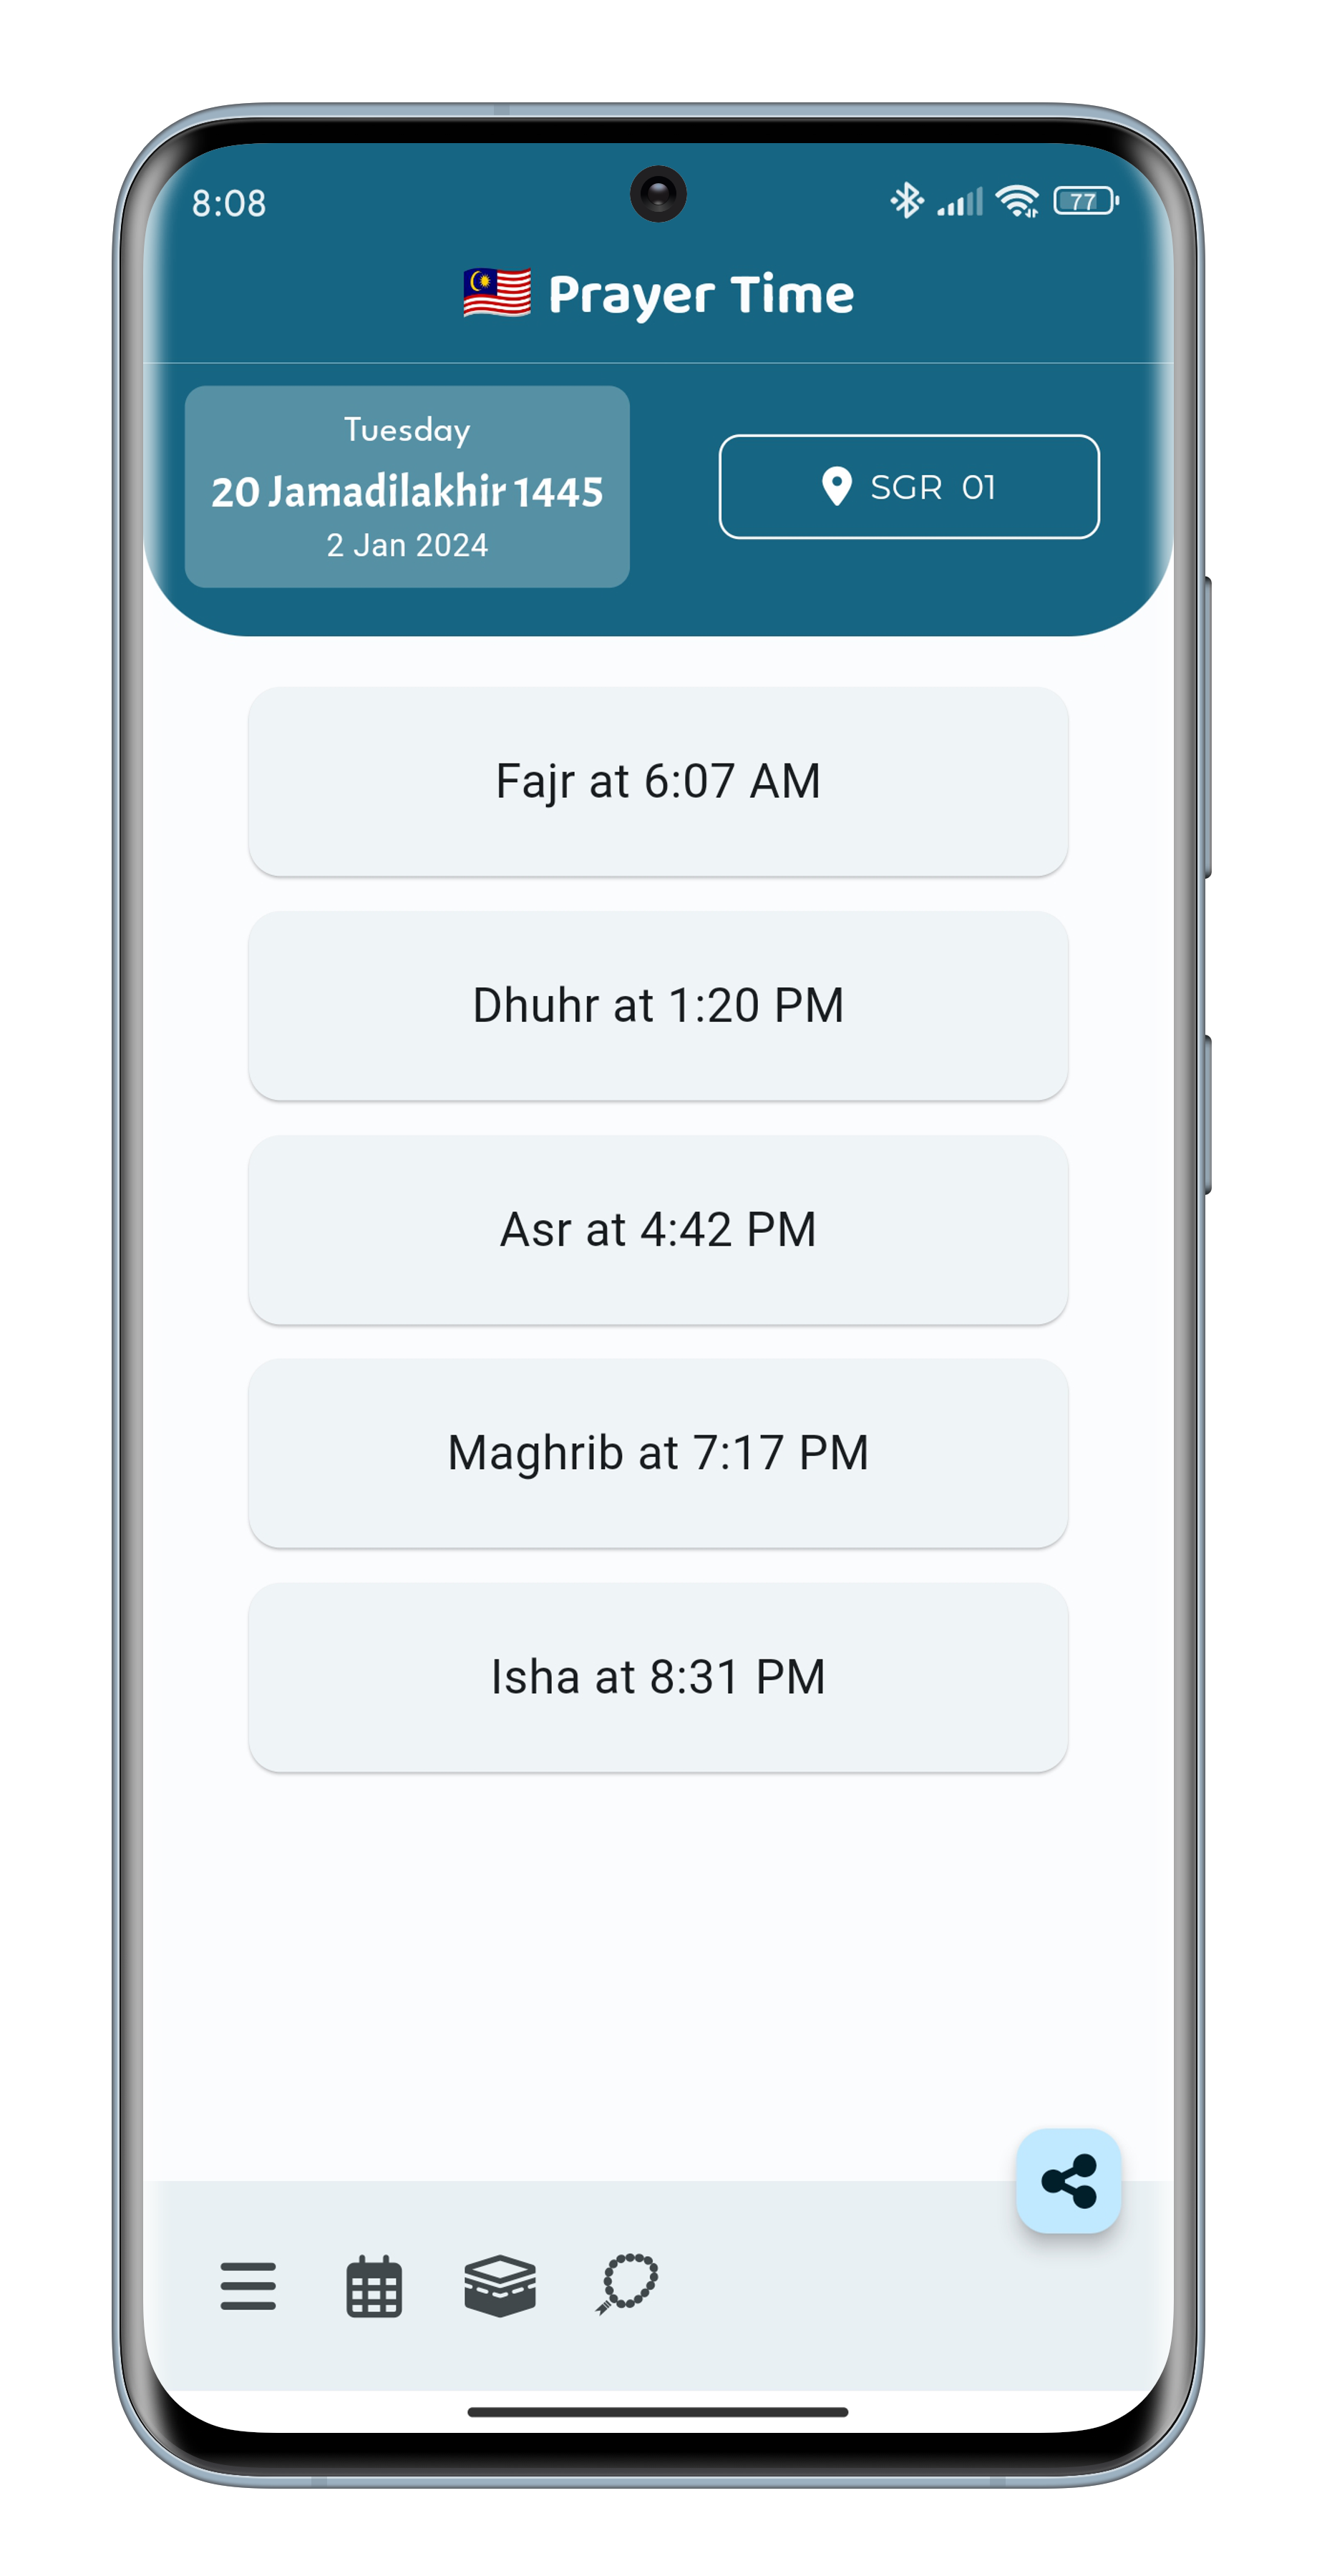 8:08
77
🇲🇾 Prayer Time
Tuesday
20 Jamadilakhir 1445
2 Jan 2024
SGR 01
Fajr at 6:07 AM
Dhuhr at 1:20 PM
Asr at 4:42 PM
Maghrib at 7:17 PM
Isha at 8:31 PM